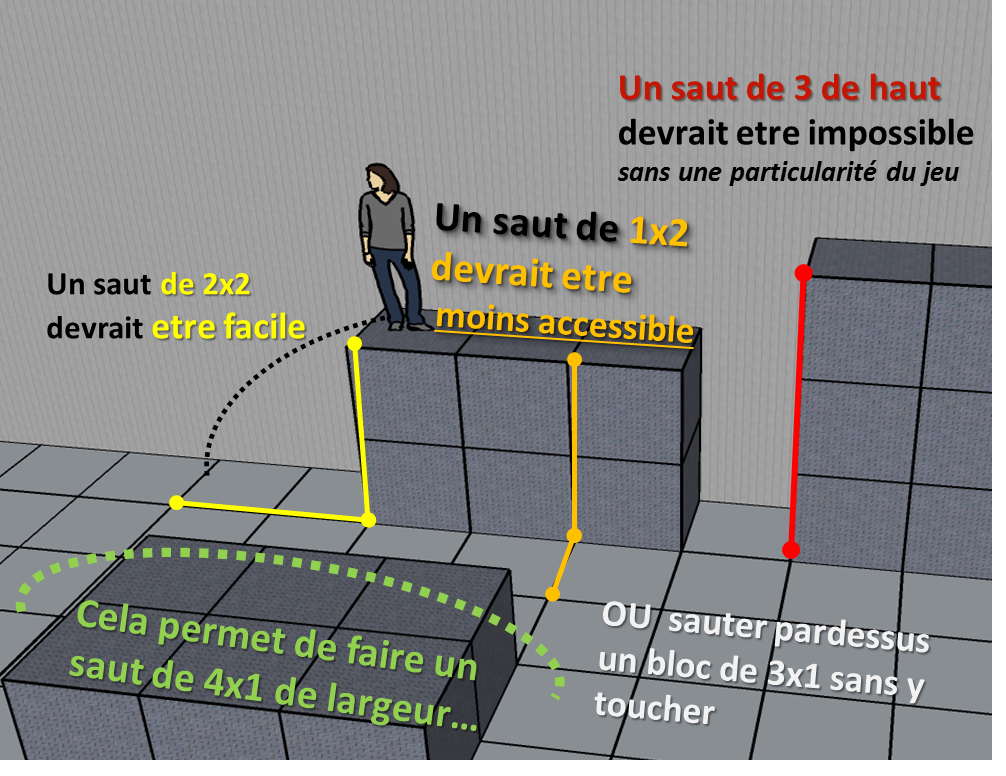 Un saut de 3 de haut
devrait etre impossible
sans une particularité du jeu
Un saut de 1x2
devrait etre
moins accessible
Un saut de 2x2
devrait etre facile
Cela permet de faire un
saut de 4x1 de largeur...
OU sauter pardessus
un bloc de 3x1 sans y
toucher